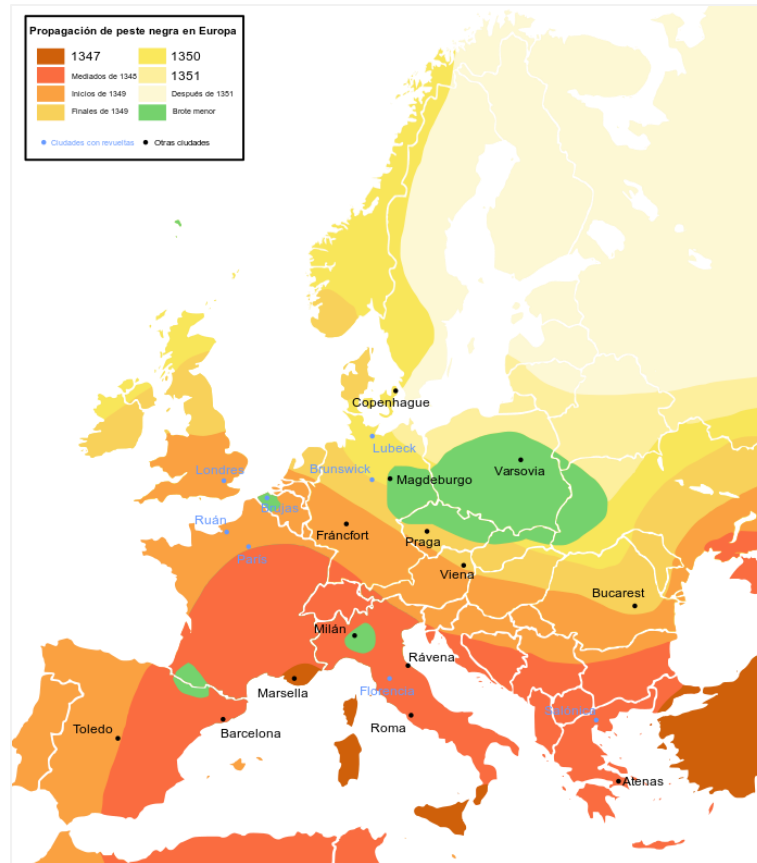 Propagación de peste negra en Europa
1347
1350
Mediados de 1348
1351
Inicios de 1349
Después de 1351
Finales de 1349
Brote menor
Ciudades con revueltas
Otras ciudades
Copenhague
Lubeck
Londres
Brunswick
Magdeburgo
Varsovia
Brujas
Ruán
Fráncfort
Praga
París
Viena
Bucarest
Milán
Rávena
Marsella
Florencia
Toledo
Barcelona
Roma
Salónica
Atenas